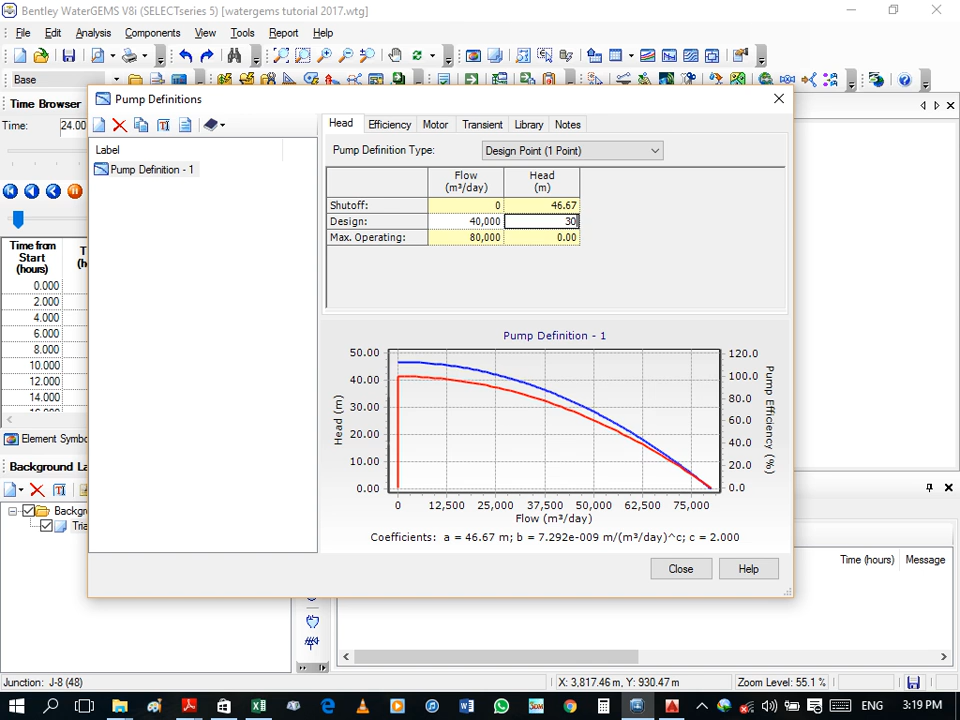 Bentley WaterGEMS V8i (SELECTseries 5) [watergems tutorial 2017.wtg]
File Edit Analysis Components View Tools Report Help
Base
Time Browser
Time: 24.00
Time from
Start
(hours)
T
(h
0.000
2.000
4.000
6.000
8.000
10.000
12.000
14.000
Element Symbo
Background La
Backgr
Tria
Pump Definitions
Label
Pump Definition - 1
Head Efficiency Motor Transient Library Notes
Pump Definition Type: Design Point (1 Point)
Flow
(m³/day)
Head
(m)
Shutoff: 0 46.67
Design: 40,000 30
Max. Operating: 80,000 0.00
Pump Definition - 1
50.00
40.00
30.00
20.00
10.00
0.00
Head (m)
120.0
100.0
80.0
60.0
40.0
20.0
0.0
Pump Efficiency (%)
0 12,500 25,000 37,500 50,000 62,500 75,000
Flow (m³/day)
Coefficients: a = 46.67 m; b = 7.292e-009 m/(m³/day)^c; c = 2.000
Close Help
Time (hours) Message
Junction: J-8 (48)
X: 3,817.46 m, Y: 930.47 m
Zoom Level: 55.1 %
ENG 3:19 PM